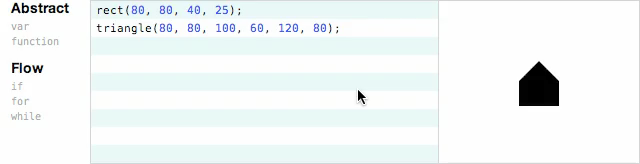 Abstract
var
function
Flow
if
for
while
rect(80, 80, 40, 25);
triangle(80, 80, 100, 60, 120, 80);